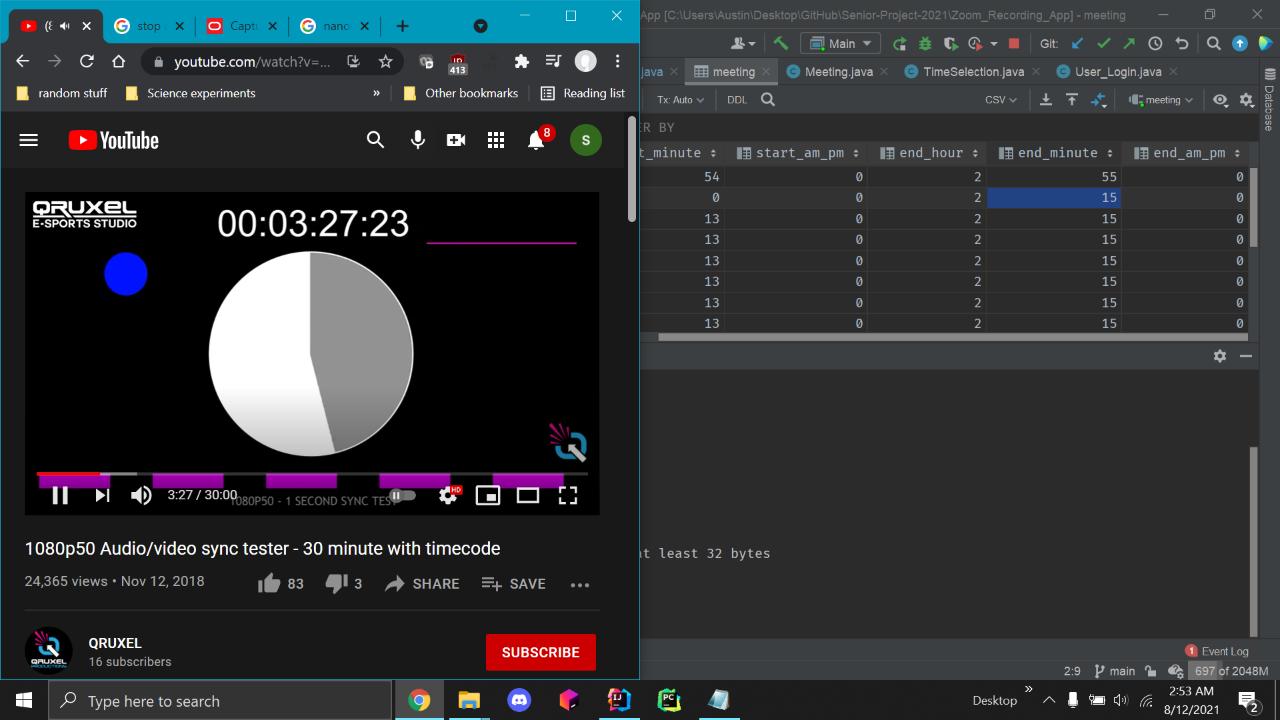 stop
Captu
nano
App [C:\Users\Austin\Desktop\GitHub\Senior-Project-2021\Zoom_Recording_App] - meeting
youtube.com/watch?v=...
413
Main
Git:
random stuff
Science experiments
»
Other bookmarks
Reading list
java
meeting
Meeting.java
TimeSelection.java
User_Login.java
Tx: Auto
DDL
CSV
meeting
Database
YouTube
8
S
ER BY
t_minute
start_am_pm
end_hour
end_minute
end_am_pm
54 0 2 55 0
0 0 2 15 0
13 0 2 15 0
13 0 2 15 0
13 0 2 15 0
13 0 2 15 0
13 0 2 15 0
13 0 2 15 0
QRUXEL
E-SPORTS STUDIO
00:03:27:23
3:27 / 30:00
1080P50 - 1 SECOND SYNC TEST
HD
1080p50 Audio/video sync tester - 30 minute with timecode
24,365 views • Nov 12, 2018
83
3
SHARE
SAVE
at least 32 bytes
QRUXEL
16 subscribers
SUBSCRIBE
QRUXEL
PRODUCTIONS
1 Event Log
2:9
main
697 of 2048M
Type here to search
Desktop
»
2:53 AM
8/12/2021
2